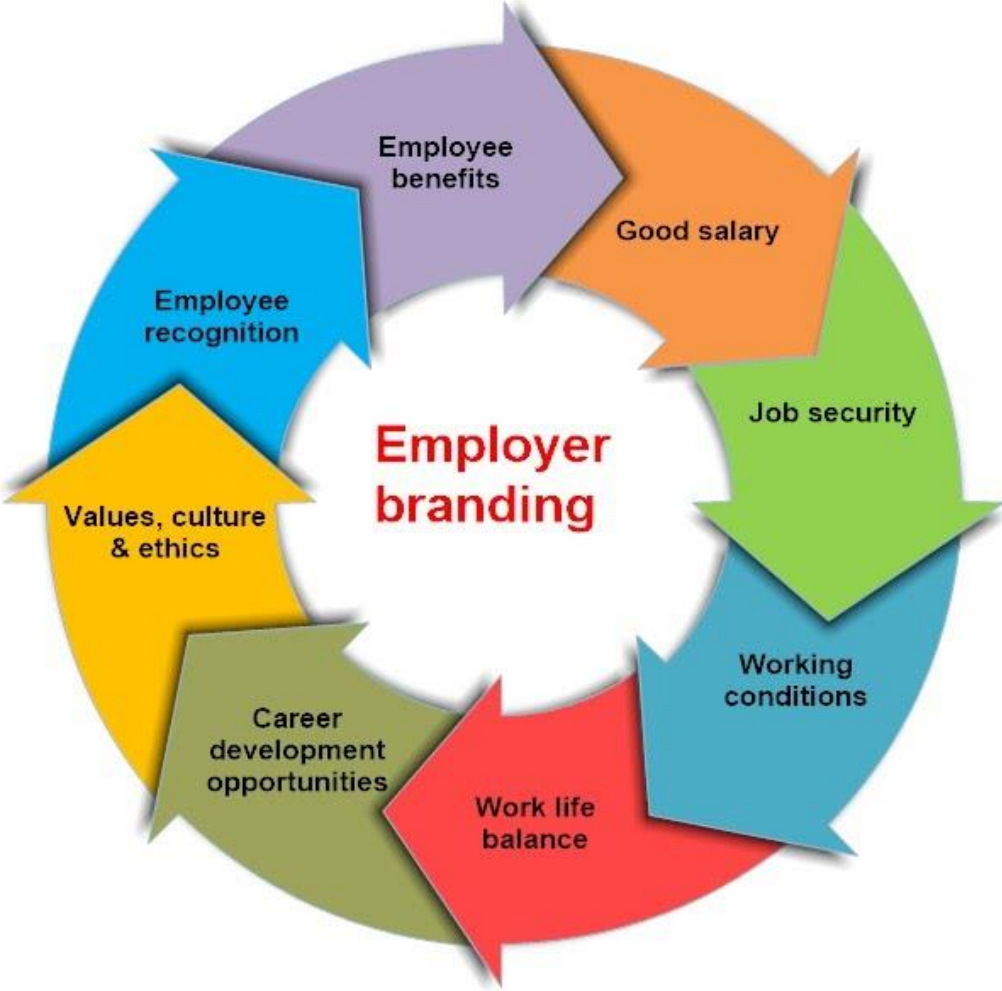 Employee
benefits
Good salary
Job security
Working
conditions
Work life
balance
Career
development
opportunities
Values, culture
& ethics
Employee
recognition
Employer
branding